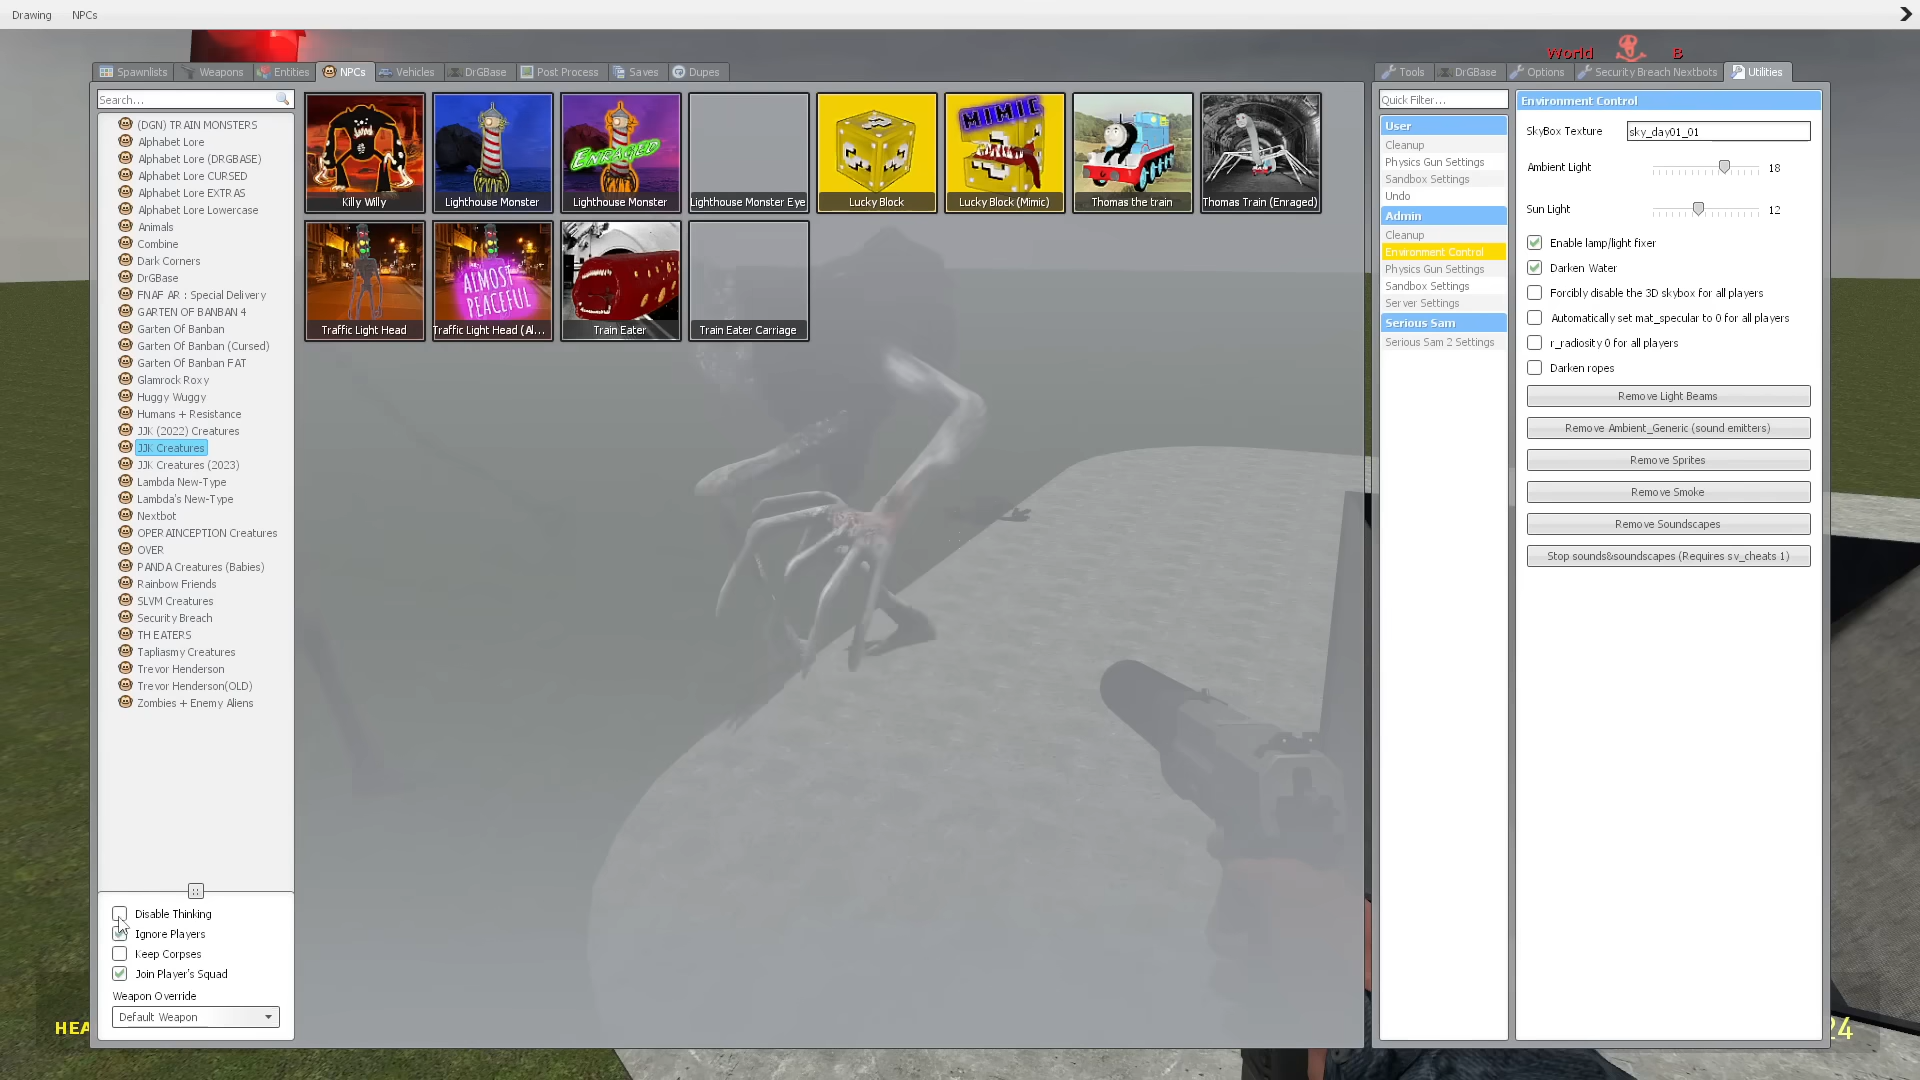 Drawing NPCs
World B
Spawnlists Weapons Entities NPCs Vehicles DrGBase Post Process Saves Dupes
Tools DrGBase Options Security Breach Nextbots Utilities
Search...
(DGN) TRAIN MONSTERS
Alphabet Lore
Alphabet Lore (DRGBASE)
Alphabet Lore CURSED
Alphabet Lore EXTRAS
Alphabet Lore Lowercase
Animals
Combine
Dark Corners
DrGBase
FNAF AR : Special Delivery
GARTEN OF BANBAN 4
Garten Of Banban
Garten Of Banban (Cursed)
Garten Of Banban FAT
Glamrock Roxy
Huggy Wuggy
Humans + Resistance
JJK (2022) Creatures
JJK Creatures
JJK Creatures (2023)
Lambda New-Type
Lambda's New-Type
Nextbot
OPERAINCEPTION Creatures
OVER
PANDA Creatures (Babies)
Rainbow Friends
SLVM Creatures
Security Breach
TH EATERS
Tapliasmy Creatures
Trevor Henderson
Trevor Henderson(OLD)
Zombies + Enemy Aliens
Disable Thinking
Ignore Players
Keep Corpses
Join Player's Squad
Weapon Override
Default Weapon
HEA
ENRAGED
MIMIC
Killy Willy Lighthouse Monster Lighthouse Monster Lighthouse Monster Eye Lucky Block Lucky Block (Mimic) Thomas the train Thomas Train (Enraged)
ALMOST
PEACEFUL
Traffic Light Head Traffic Light Head (Al... Train Eater Train Eater Carriage
Quick Filter...
User
Cleanup
Physics Gun Settings
Sandbox Settings
Undo
Admin
Cleanup
Environment Control
Physics Gun Settings
Sandbox Settings
Server Settings
Serious Sam
Serious Sam 2 Settings
Environment Control
SkyBox Texture sky_day01_01
Ambient Light 18
Sun Light 12
Enable lamp/light fixer
Darken Water
Forcibly disable the 3D skybox for all players
Automatically set mat_specular to 0 for all players
r_radiosity 0 for all players
Darken ropes
Remove Light Beams
Remove Ambient_Generic (sound emitters)
Remove Sprites
Remove Smoke
Remove Soundscapes
Stop sounds&soundscapes (Requires sv_cheats 1)
24